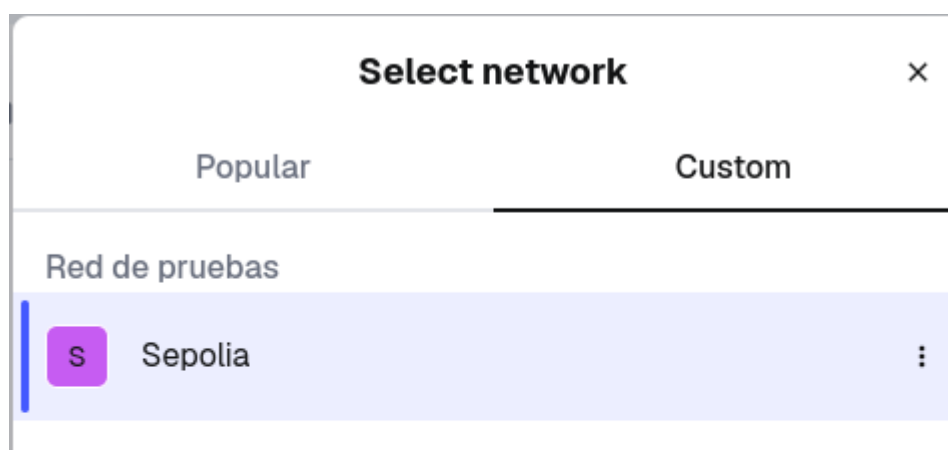 Select network
Popular
Custom
Red de pruebas
S
Sepolia